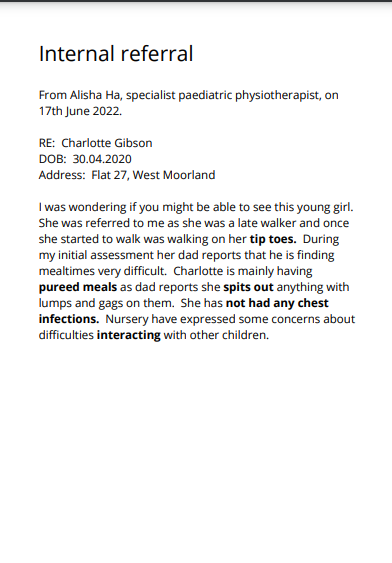 Internal referral
From Alisha Ha, specialist paediatric physiotherapist, on
17th June 2022.
RE:  Charlotte Gibson
DOB:  30.04.2020
Address:  Flat 27, West Moorland
I was wondering if you might be able to see this young girl.
She was referred to me as she was a late walker and once
she started to walk was walking on her tip toes.  During
my initial assessment her dad reports that he is finding
mealtimes very difficult.  Charlotte is mainly having
pureed meals as dad reports she spits out anything with
lumps and gags on them.  She has not had any chest
infections.  Nursery have expressed some concerns about
difficulties interacting with other children.